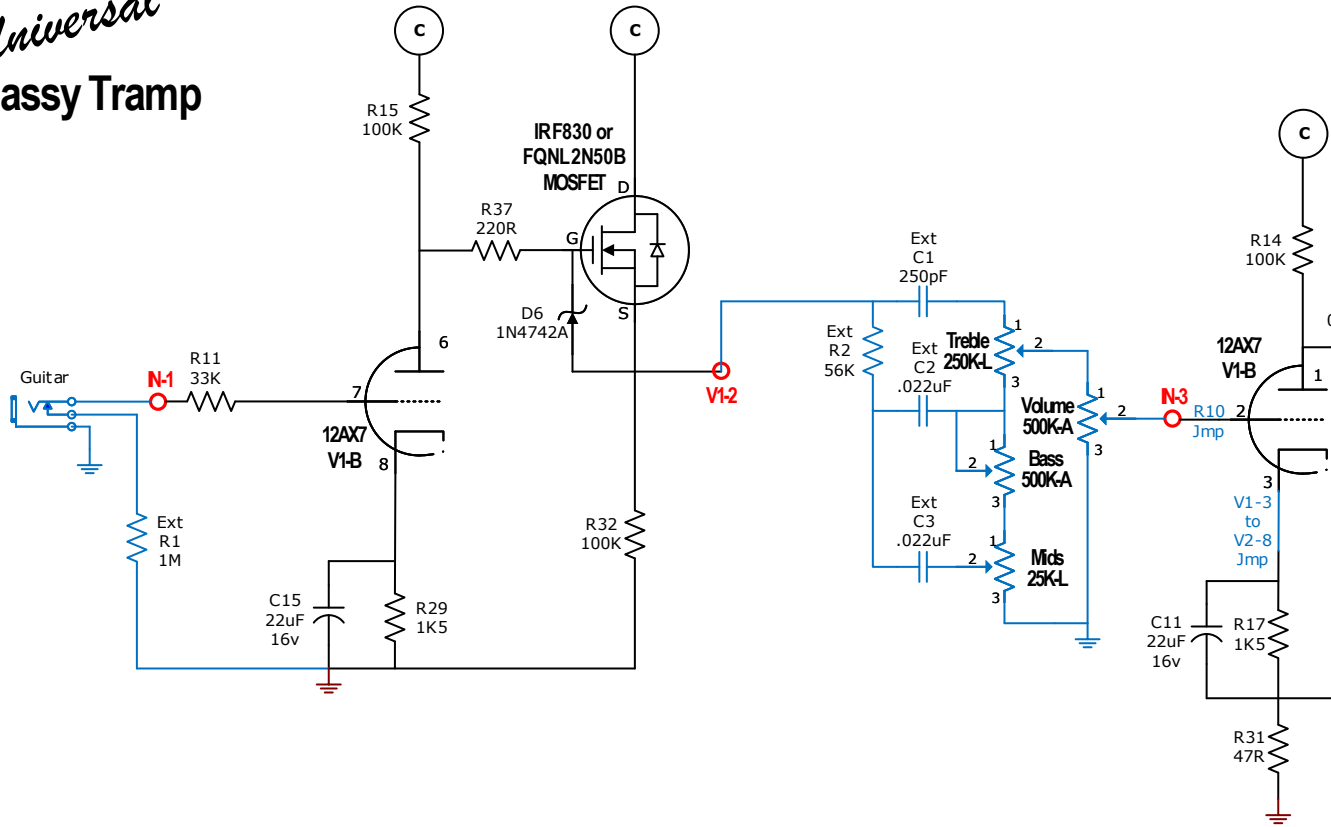 Universal
assy Tramp
C
C
C
R15
100K
IRF830 or
FQNL2N50B
MOSFET
D
G
S
R37
220R
D6
1N4742A
6
7
8
12AX7
V1-B
Guitar
IN-1
R11
33K
Ext
R1
1M
C15
22uF
16v
R29
1K5
R32
100K
V1-2
Ext
C1
250pF
Ext
R2
56K
Ext
C2
.022uF
Treble
250K-L
1
2
3
Volume
500K-A
1
2
3
Bass
500K-A
1
2
3
Ext
C3
.022uF
Mids
25K-L
1
2
3
IN-3
R10
Jmp
R14
100K
12AX7
V1-B
1
2
3
V1-3
to
V2-8
Jmp
C11
22uF
16v
R17
1K5
R31
47R